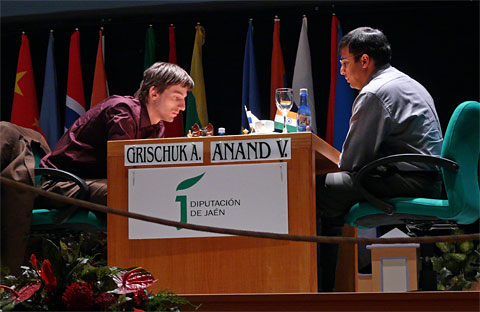 GRISCHUK A.
ANAND V.
DIPUTACIÓN
DE JAÉN